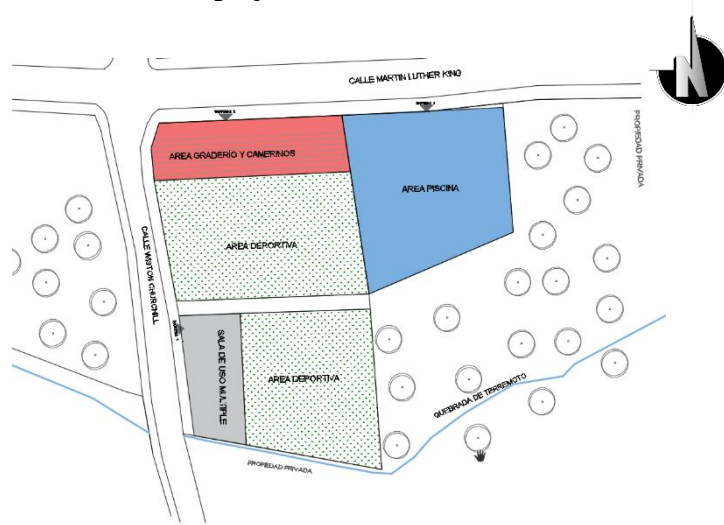 N
CALLE MARTIN LUTHER KING
PROPIEDAD PRIVADA
AREA GRADERÍO Y CAMERINOS
AREA PISCINA
CALLE WISTON CHURCHILL
AREA DEPORTIVA
SALA DE USO MULTIPLE
AREA DEPORTIVA
QUEBRADA DE TERREMOTO
PROPIEDAD PRIVADA